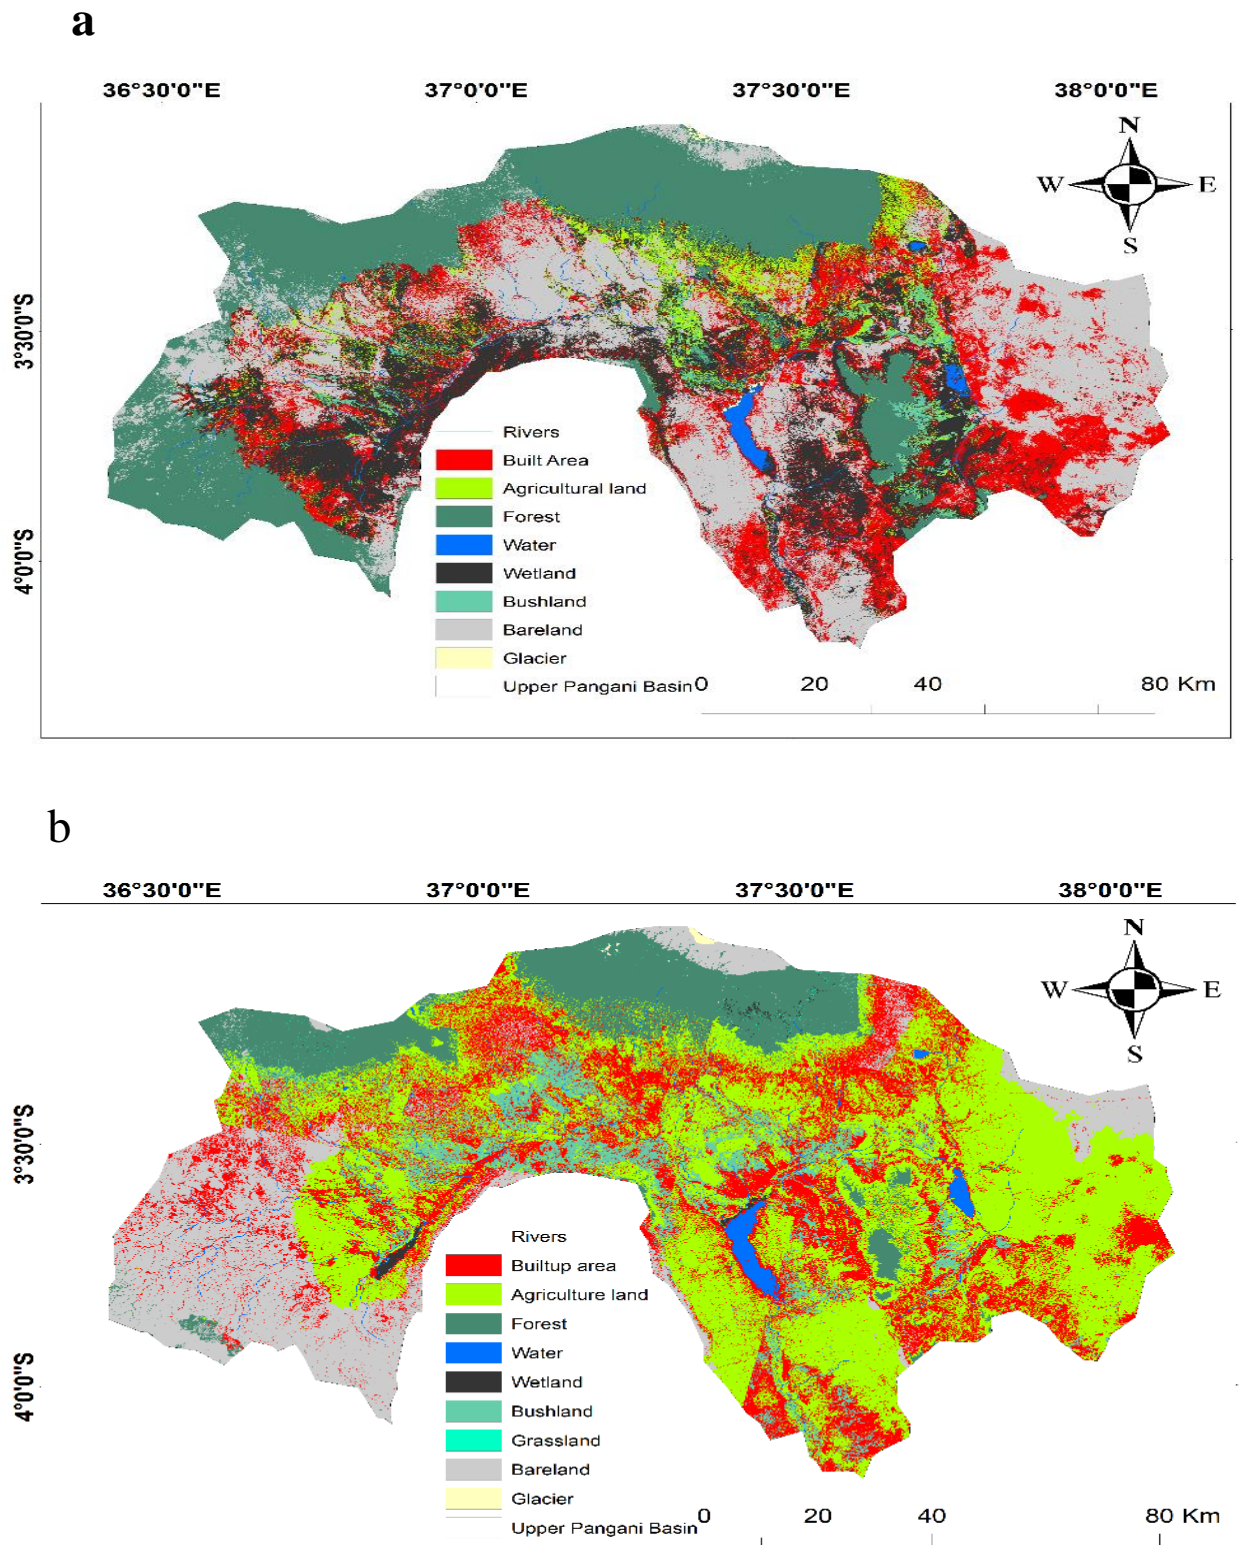 a
36°30'0"E 37°0'0"E 37°30'0"E 38°0'0"E
N
W E
S
3°30'0"S
4°0'0"S
Rivers
Built Area
Agricultural land
Forest
Water
Wetland
Bushland
Bareland
Glacier
Upper Pangani Basin
0 20 40 80 Km
b
36°30'0"E 37°0'0"E 37°30'0"E 38°0'0"E
N
W E
S
3°30'0"S
4°0'0"S
Rivers
Builtup area
Agriculture land
Forest
Water
Wetland
Bushland
Grassland
Bareland
Glacier
Upper Pangani Basin
0 20 40 80 Km